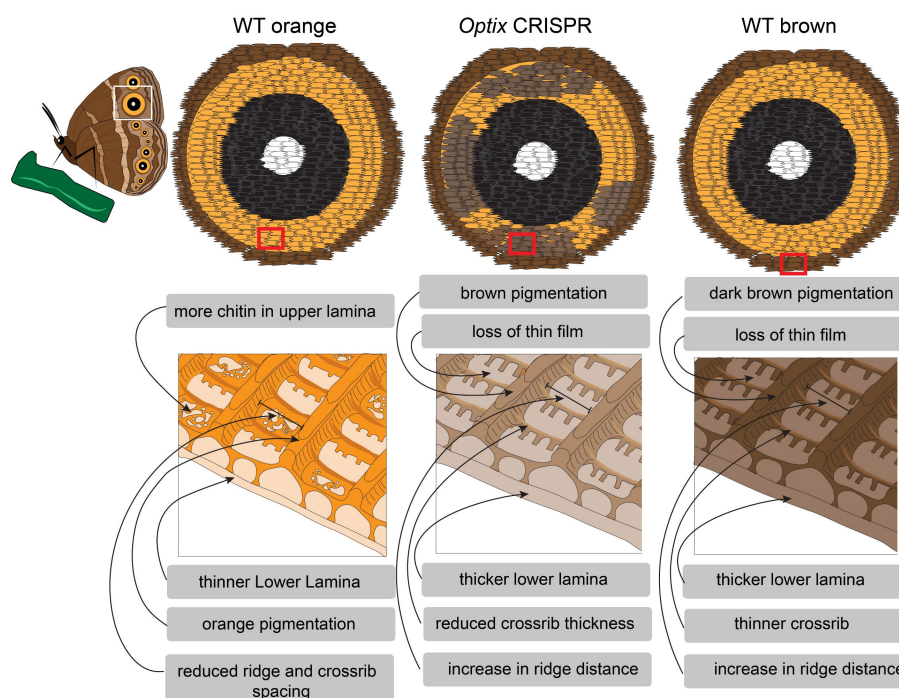 WT orange
Optix CRISPR
WT brown
more chitin in upper lamina
brown pigmentation
loss of thin film
dark brown pigmentation
loss of thin film
thinner Lower Lamina
orange pigmentation
reduced ridge and crossrib
spacing
thicker lower lamina
reduced crossrib thickness
increase in ridge distance
thicker lower lamina
thinner crossrib
increase in ridge distance